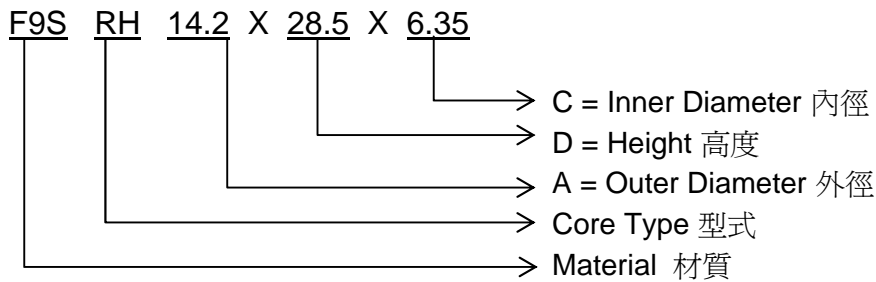 F9S RH 14.2 X 28.5 X 6.35
C = Inner Diameter 內徑
D = Height 高度
A = Outer Diameter 外徑
Core Type 型式
Material 材質